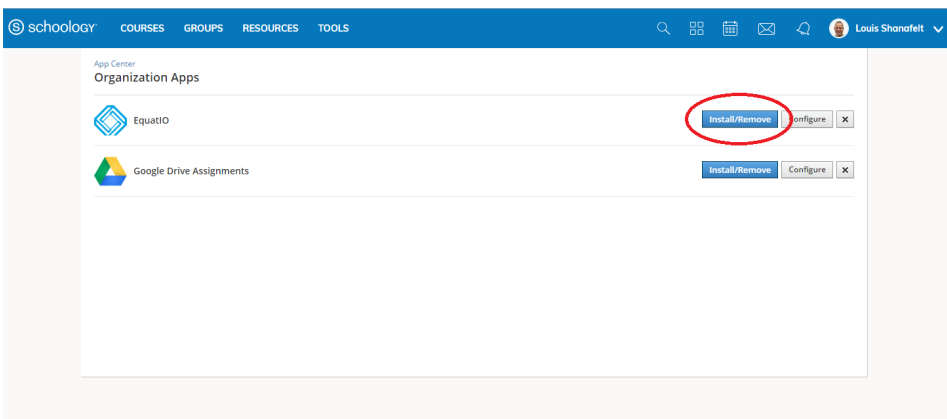 schoology COURSES GROUPS RESOURCES TOOLS Louis Shanafelt
App Center
Organization Apps
EquatIO Install/Remove Configure ×
Google Drive Assignments Install/Remove Configure ×